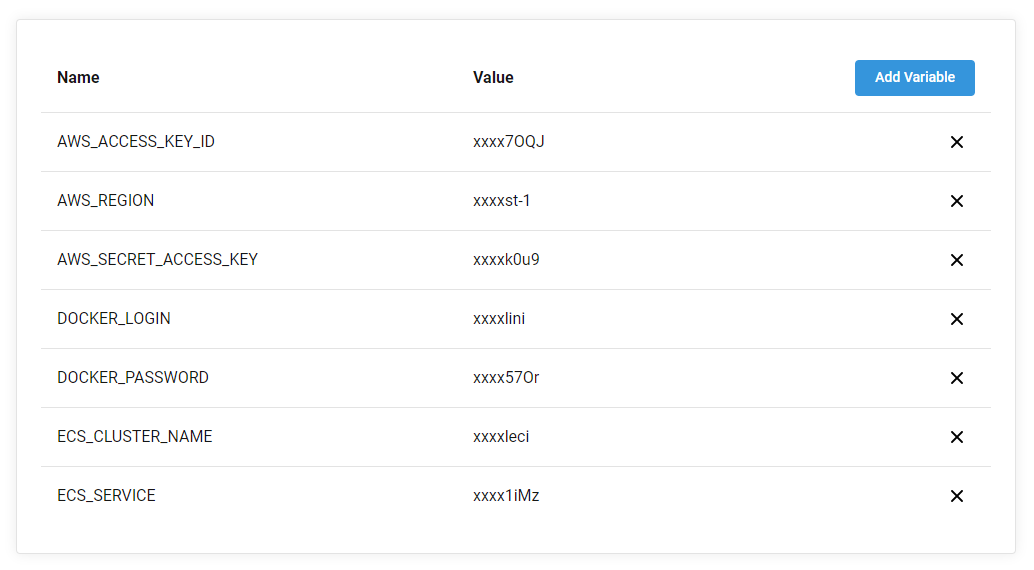 Name Value Add Variable
AWS_ACCESS_KEY_ID xxxx7OQJ
AWS_REGION xxxxst-1
AWS_SECRET_ACCESS_KEY xxxxk0u9
DOCKER_LOGIN xxxxlini
DOCKER_PASSWORD xxxx57Or
ECS_CLUSTER_NAME xxxxleci
ECS_SERVICE xxxx1iMz